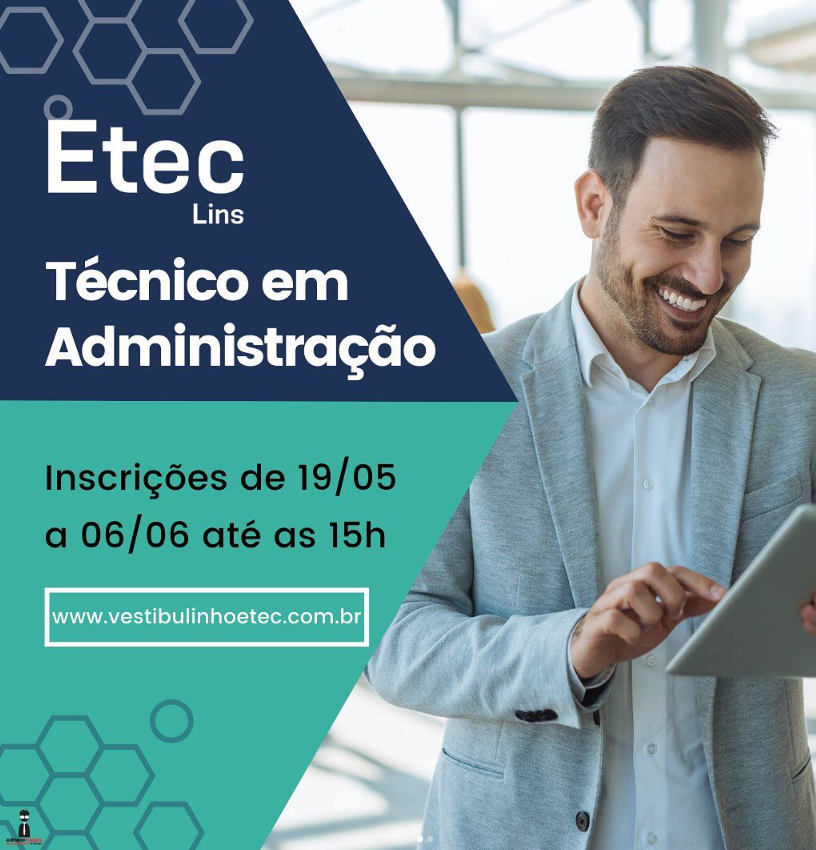 Etec
Lins
Técnico em
Administração
Inscrições de 19/05
a 06/06 até as 15h
www.vestibulinhoetec.com.br